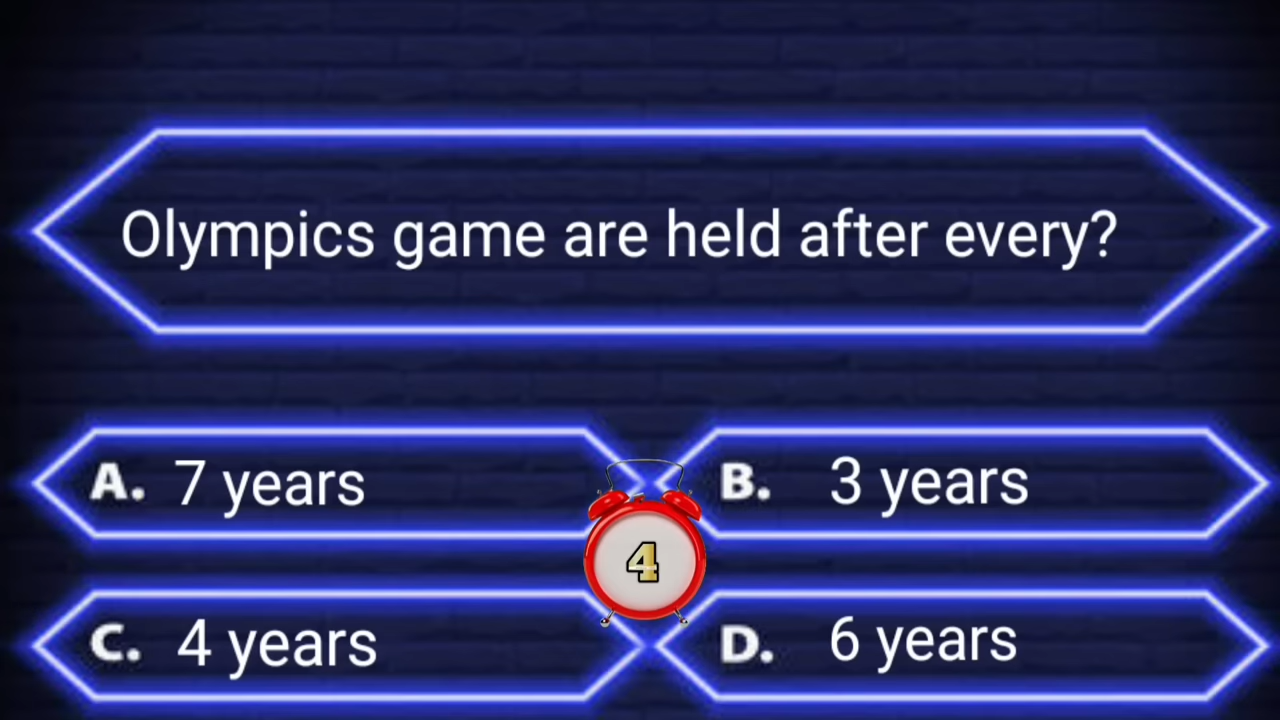 Olympics game are held after every?
A. 7 years
B. 3 years
4
C. 4 years
D. 6 years